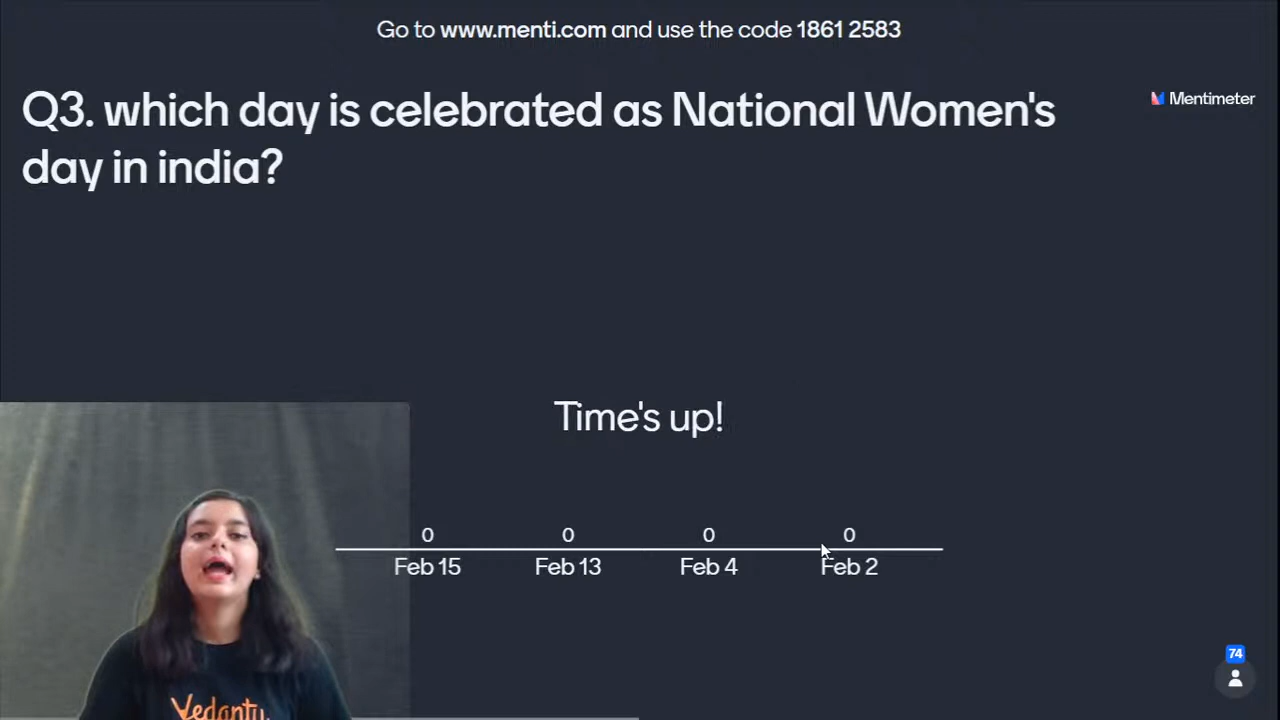 Go to www.menti.com and use the code 1861 2583
Mentimeter
Q3. which day is celebrated as National Women's
day in india?
Time's up!
0 0 0 0
Feb 15 Feb 13 Feb 4 Feb 2
74
Vedantu